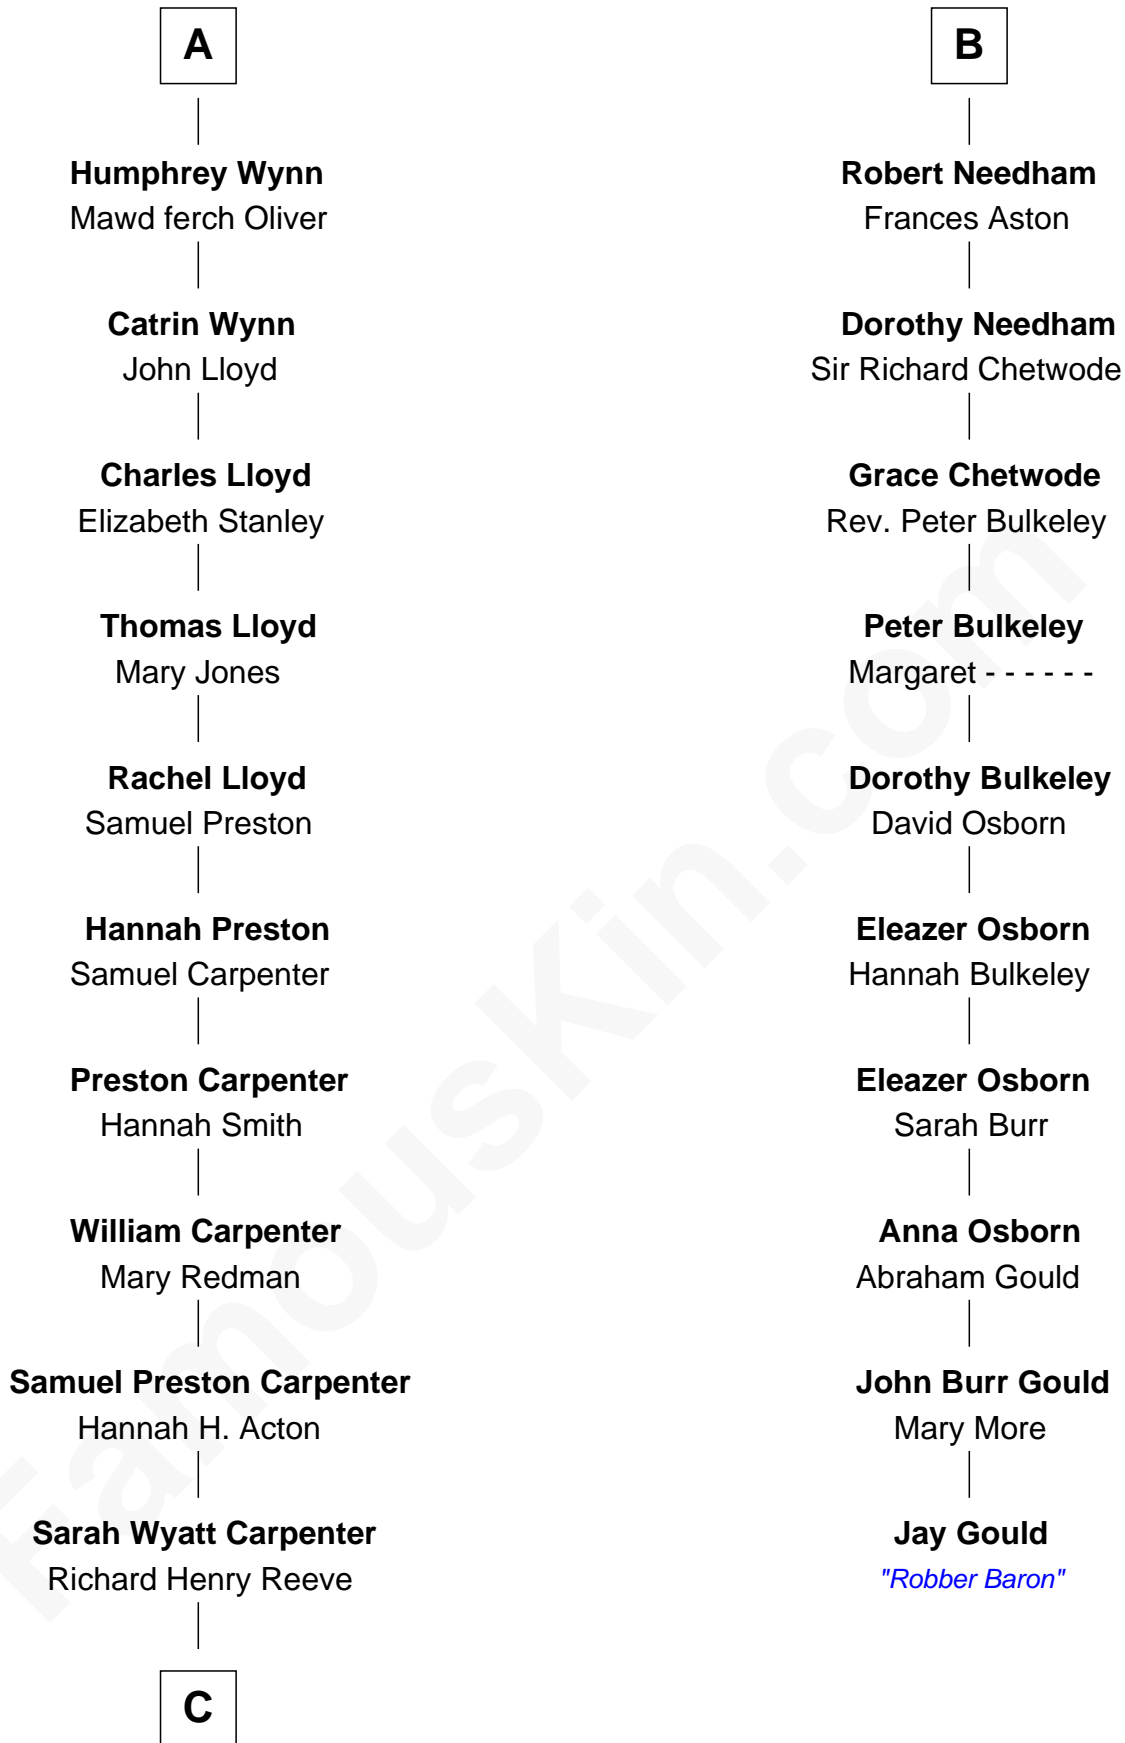 A
Humphrey Wynn
Mawd ferch Oliver
Catrin Wynn
John Lloyd
Charles Lloyd
Elizabeth Stanley
Thomas Lloyd
Mary Jones
Rachel Lloyd
Samuel Preston
Hannah Preston
Samuel Carpenter
Preston Carpenter
Hannah Smith
William Carpenter
Mary Redman
Samuel Preston Carpenter
Hannah H. Acton
Sarah Wyatt Carpenter
Richard Henry Reeve
C
B
Robert Needham
Frances Aston
Dorothy Needham
Sir Richard Chetwode
Grace Chetwode
Rev. Peter Bulkeley
Peter Bulkeley
Margaret - - - - - -
Dorothy Bulkeley
David Osborn
Eleazer Osborn
Hannah Bulkeley
Eleazer Osborn
Sarah Burr
Anna Osborn
Abraham Gould
John Burr Gould
Mary More
Jay Gould
"Robber Baron"
FamousKin.com